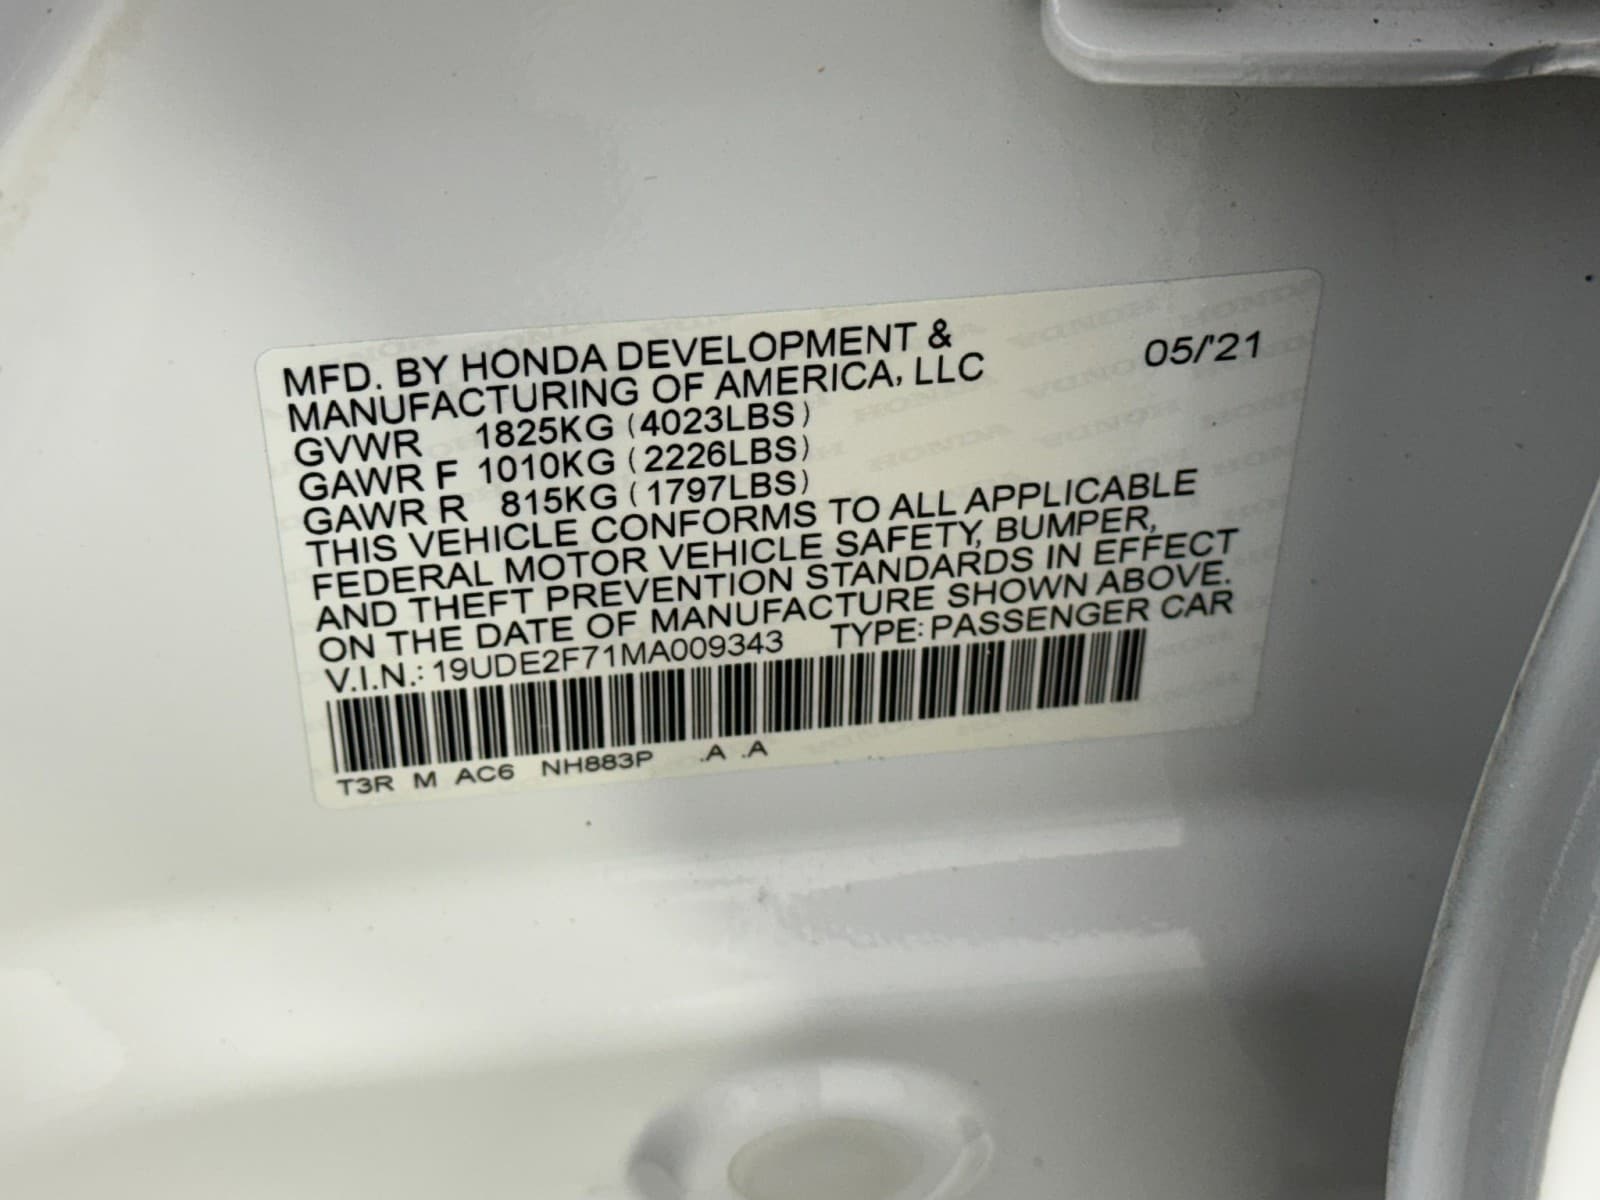 MFD. BY HONDA DEVELOPMENT & 05/'21
MANUFACTURING OF AMERICA, LLC
GVWR 1825KG (4023LBS)
GAWR F 1010KG (2226LBS)
GAWR R 815KG (1797LBS)
THIS VEHICLE CONFORMS TO ALL APPLICABLE
FEDERAL MOTOR VEHICLE SAFETY, BUMPER,
AND THEFT PREVENTION STANDARDS IN EFFECT
ON THE DATE OF MANUFACTURE SHOWN ABOVE.
V.I.N.: 19UDE2F71MA009343 TYPE: PASSENGER CAR
T3R M AC6 NH883P .A .A